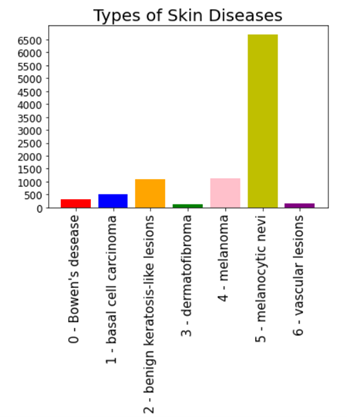 Types of Skin Diseases
6500
6000
5500
5000
4500
4000
3500
3000
2500
2000
1500
1000
500
0
0 - Bowen's desease
1 - basal cell carcinoma
2 - benign keratosis-like lesions
3 - dermatofibroma
4 - melanoma
5 - melanocytic nevi
6 - vascular lesions